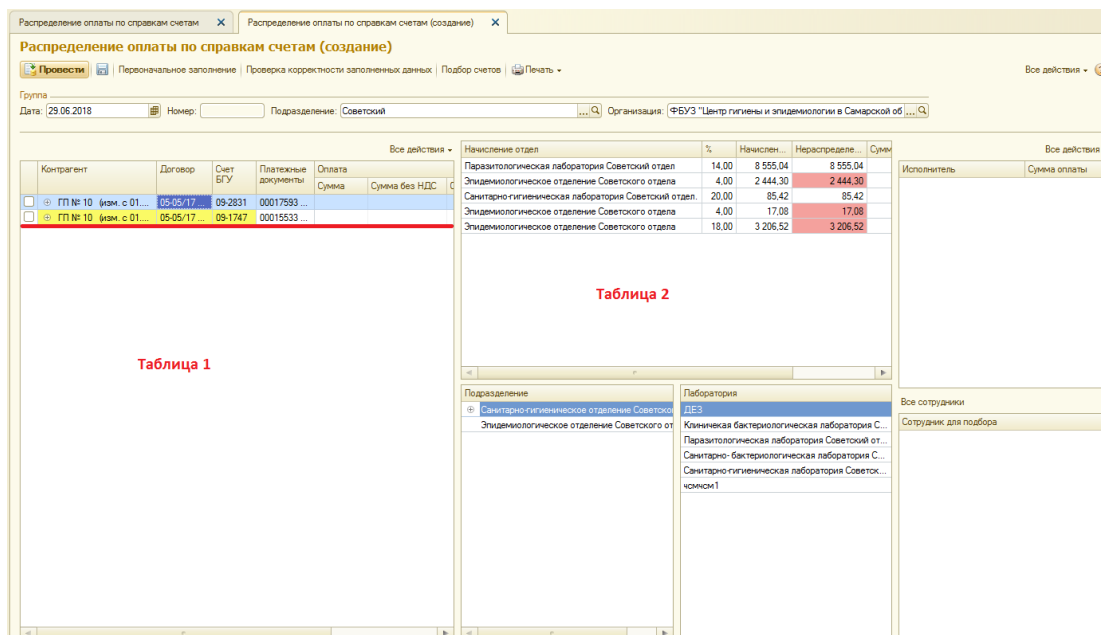 Распределение оплаты по справкам счетам
Распределение оплаты по справкам счетам (создание)
Распределение оплаты по справкам счетам (создание)
Провести Первоначальное заполнение Проверка корректности заполненных данных Подбор счетов Печать Все действия
Группа
Дата: 29.06.2018 Номер: Подразделение: Советский ... Организация: ФБУЗ "Центр гигиены и эпидемиологии в Самарской об ...
Все действия
Контрагент Договор Счет БГУ Платежные документы Оплата
Сумма Сумма без НДС С
ГП № 10 (изм. с 01.... 05-05/17 ... 09-2831 00017593 ...
ГП № 10 (изм. с 01.... 05-05/17 ... 09-1747 00015533 ...
Таблица 1
Начисление отдел % Начислен... Нераспределе... Сумм
Паразитологическая лаборатория Советский отдел 14,00 8 555,04 8 555,04
Эпидемиологическое отделение Советского отдела 4,00 2 444,30 2 444,30
Санитарно-гигиеническая лаборатория Советский отдел. 20,00 85,42 85,42
Эпидемиологическое отделение Советского отдела 4,00 17,08 17,08
Эпидемиологическое отделение Советского отдела 18,00 3 206,52 3 206,52
Таблица 2
Все действия
Исполнитель Сумма оплаты
Подразделение
Санитарно-гигиеническое отделение Советско
Эпидемиологическое отделение Советского от
Лаборатория
ДЕЗ
Клиничекая бактериологическая лаборатория С...
Паразитологическая лаборатория Советский от...
Санитарно- бактериологическая лаборатория С...
Санитарно-гигиеническая лаборатория Советск...
чсмчсм1
Все сотрудники
Сотрудник для подбора